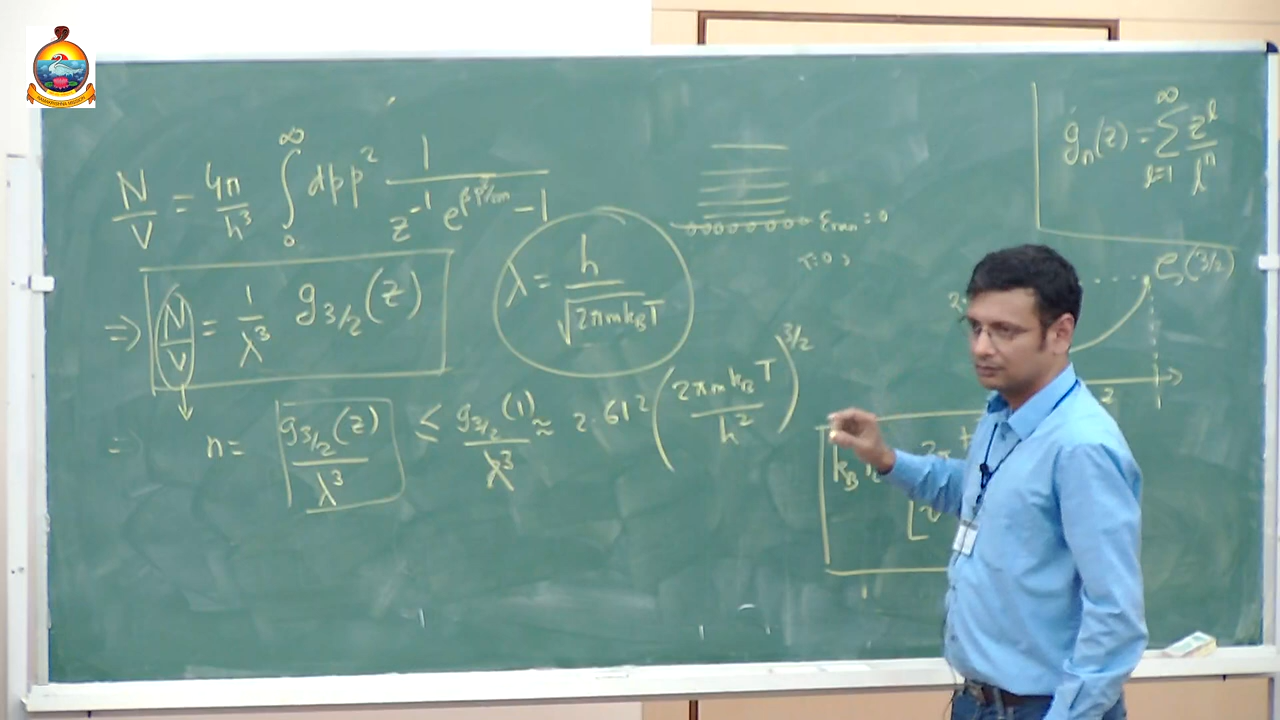 N/V = 4π/h³ ∫₀^∞ dp p² 1/(z⁻¹ e^{βp²/2m} -1)
⇒ N/V = 1/λ³ g_{3/2}(z)
λ = h/√(2πmk_BT)
⇒ n = g_{3/2}(z)/λ³ ≤ g_{3/2}(1)/λ³ ≈ 2.612 (2πmk_BT/h²)^{3/2}
ε = 0
T=0,
g_n(z) = Σ_{l=1}^∞ z^l/l^n
ζ(3/2)
z
k_B
2π